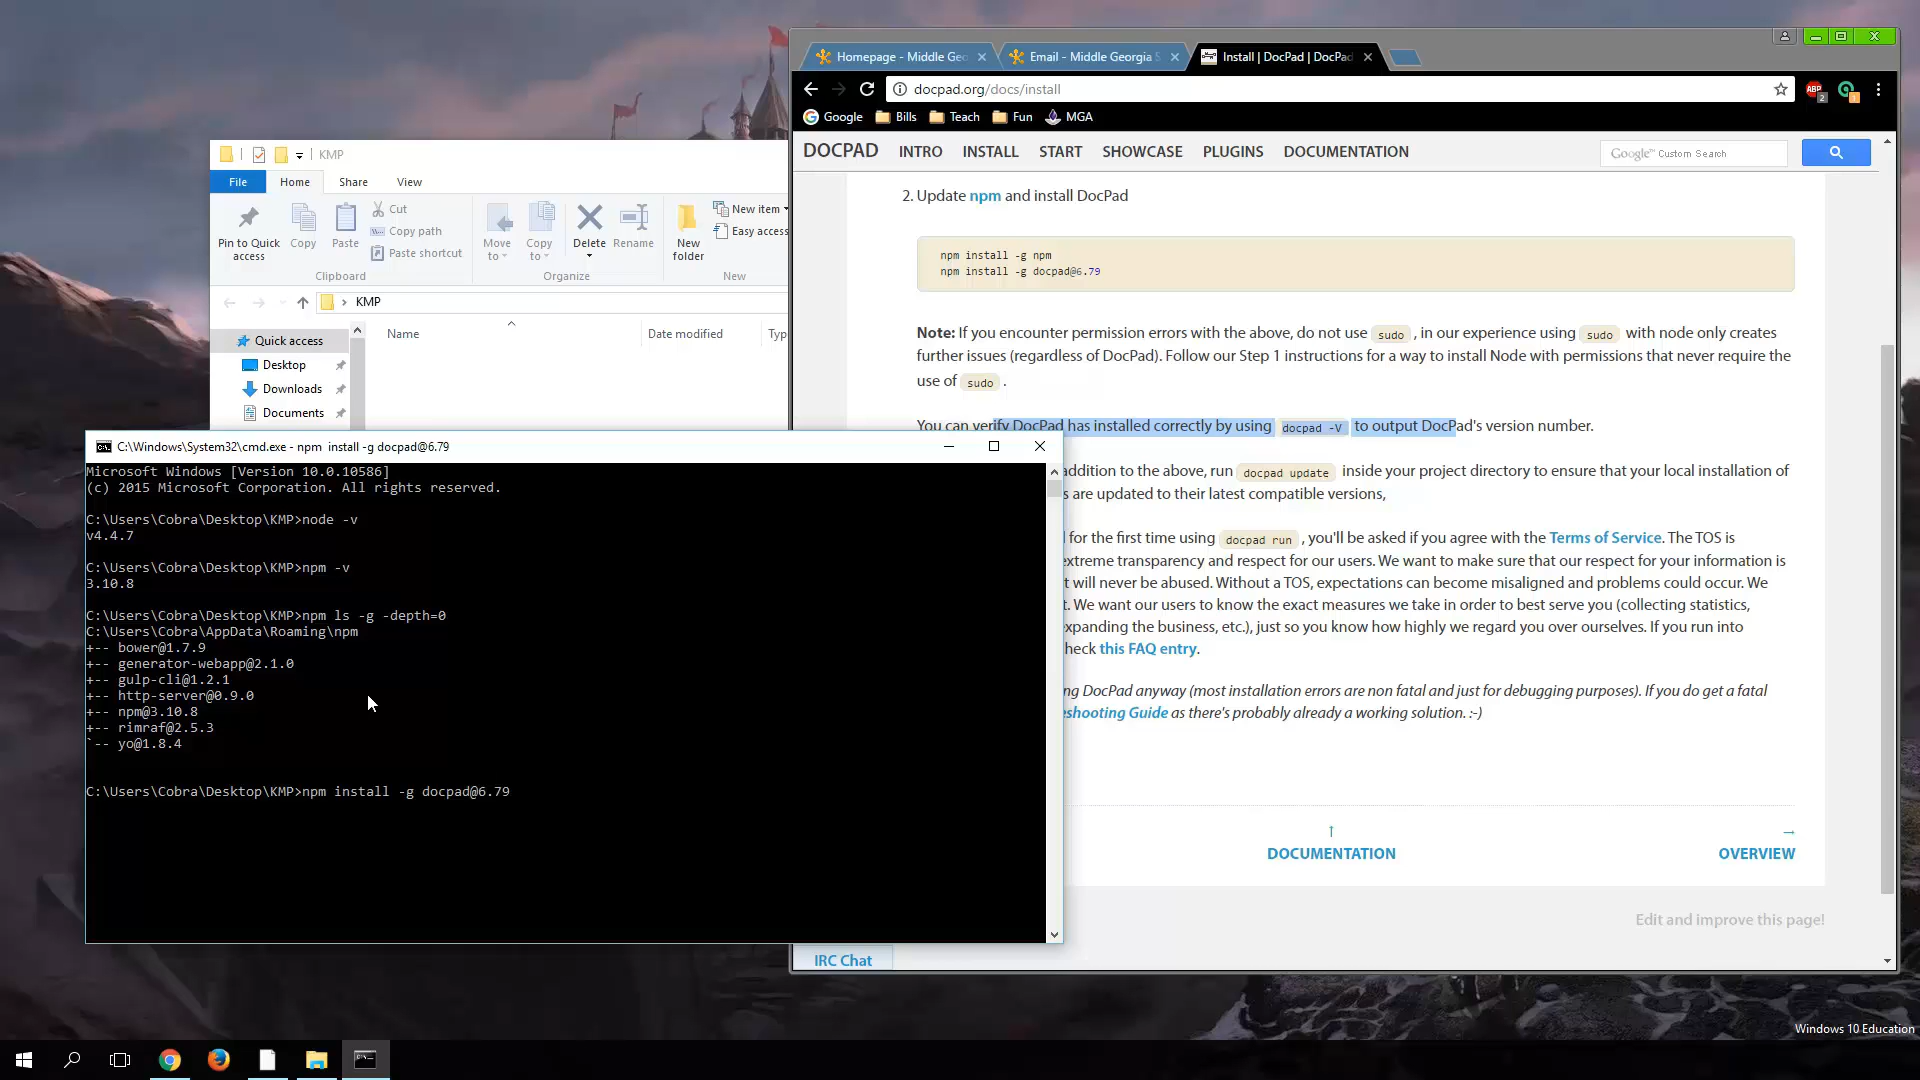 Homepage - Middle Geo
Email - Middle Georgia S
Install | DocPad | DocPad
docpad.org/docs/install
ABP
2
1
Google
Bills
Teach
Fun
MGA
DOCPAD
INTRO
INSTALL
START
SHOWCASE
PLUGINS
DOCUMENTATION
Google™ Custom Search
2. Update npm and install DocPad
npm install -g npm
npm install -g docpad@6.79
Note: If you encounter permission errors with the above, do not use sudo , in our experience using sudo with node only creates
further issues (regardless of DocPad). Follow our Step 1 instructions for a way to install Node with permissions that never require the
use of sudo .
You can verify DocPad has installed correctly by using docpad -V to output DocPad's version number.
addition to the above, run docpad update inside your project directory to ensure that your local installation of
s are updated to their latest compatible versions,
for the first time using docpad run , you'll be asked if you agree with the Terms of Service. The TOS is
extreme transparency and respect for our users. We want to make sure that our respect for your information is
t will never be abused. Without a TOS, expectations can become misaligned and problems could occur. We
t. We want our users to know the exact measures we take in order to best serve you (collecting statistics,
xpanding the business, etc.), just so you know how highly we regard you over ourselves. If you run into
heck this FAQ entry.
ng DocPad anyway (most installation errors are non fatal and just for debugging purposes). If you do get a fatal
eshooting Guide as there's probably already a working solution. :-)
DOCUMENTATION
OVERVIEW
Edit and improve this page!
IRC Chat
KMP
File
Home
Share
View
Pin to Quick access
Copy
Paste
Cut
Copy path
Paste shortcut
Clipboard
Move to
Copy to
Delete
Rename
Organize
New folder
New item
Easy access
New
KMP
Name
Date modified
Typ
Quick access
Desktop
Downloads
Documents
C:\Windows\System32\cmd.exe - npm install -g docpad@6.79
Microsoft Windows [Version 10.0.10586]
(c) 2015 Microsoft Corporation. All rights reserved.
C:\Users\Cobra\Desktop\KMP>node -v
v4.4.7
C:\Users\Cobra\Desktop\KMP>npm -v
3.10.8
C:\Users\Cobra\Desktop\KMP>npm ls -g -depth=0
C:\Users\Cobra\AppData\Roaming\npm
+-- bower@1.7.9
+-- generator-webapp@2.1.0
+-- gulp-cli@1.2.1
+-- http-server@0.9.0
+-- npm@3.10.8
+-- rimraf@2.5.3
`-- yo@1.8.4
C:\Users\Cobra\Desktop\KMP>npm install -g docpad@6.79
Windows 10 Education